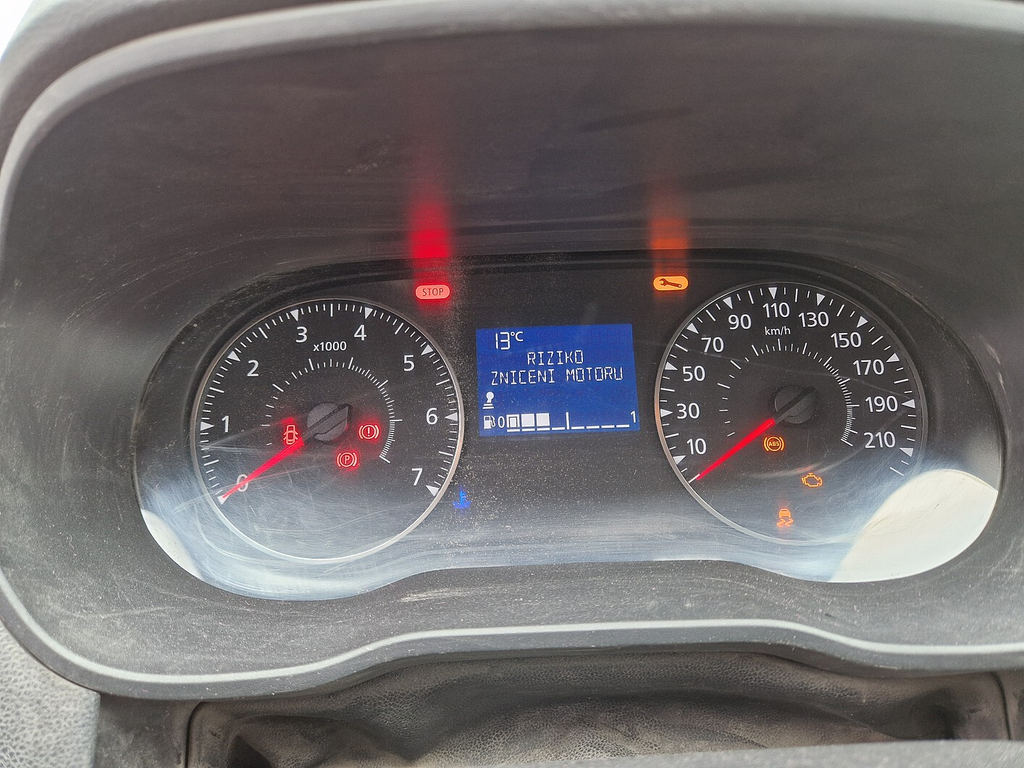 STOP
13°C
RIZIKO
ZNICENI MOTORU
0 1
0 1 2 3 4 5 6 7
x1000
P
10 30 50 70 90 110 130 150 170 190 210
km/h
ABS